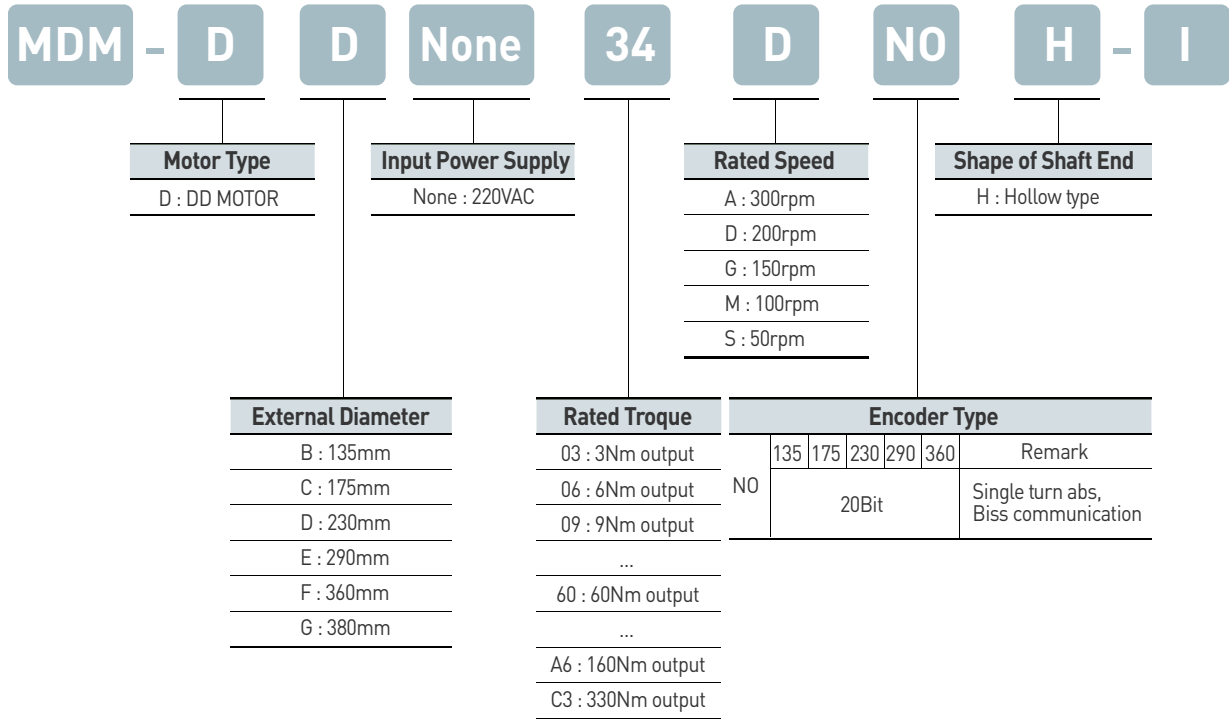 MDM - D D None 34 D NO H - I
Motor Type
D : DD MOTOR
Input Power Supply
None : 220VAC
Rated Speed
A : 300rpm
D : 200rpm
G : 150rpm
M : 100rpm
S : 50rpm
Shape of Shaft End
H : Hollow type
External Diameter
B : 135mm
C : 175mm
D : 230mm
E : 290mm
F : 360mm
G : 380mm
Rated Troque
03 : 3Nm output
06 : 6Nm output
09 : 9Nm output
...
60 : 60Nm output
...
A6 : 160Nm output
C3 : 330Nm output
Encoder Type
135 175 230 290 360 Remark
NO
20Bit
Single turn abs,
Biss communication